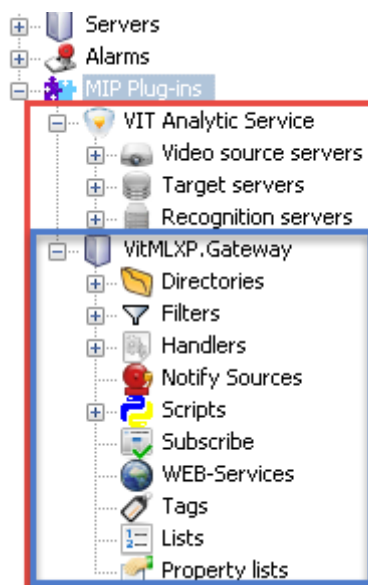 Servers
Alarms
MIP Plug-ins
VIT Analytic Service
Video source servers
Target servers
Recognition servers
VitMLXP.Gateway
Directories
Filters
Handlers
Notify Sources
Scripts
Subscribe
WEB-Services
Tags
Lists
Property lists